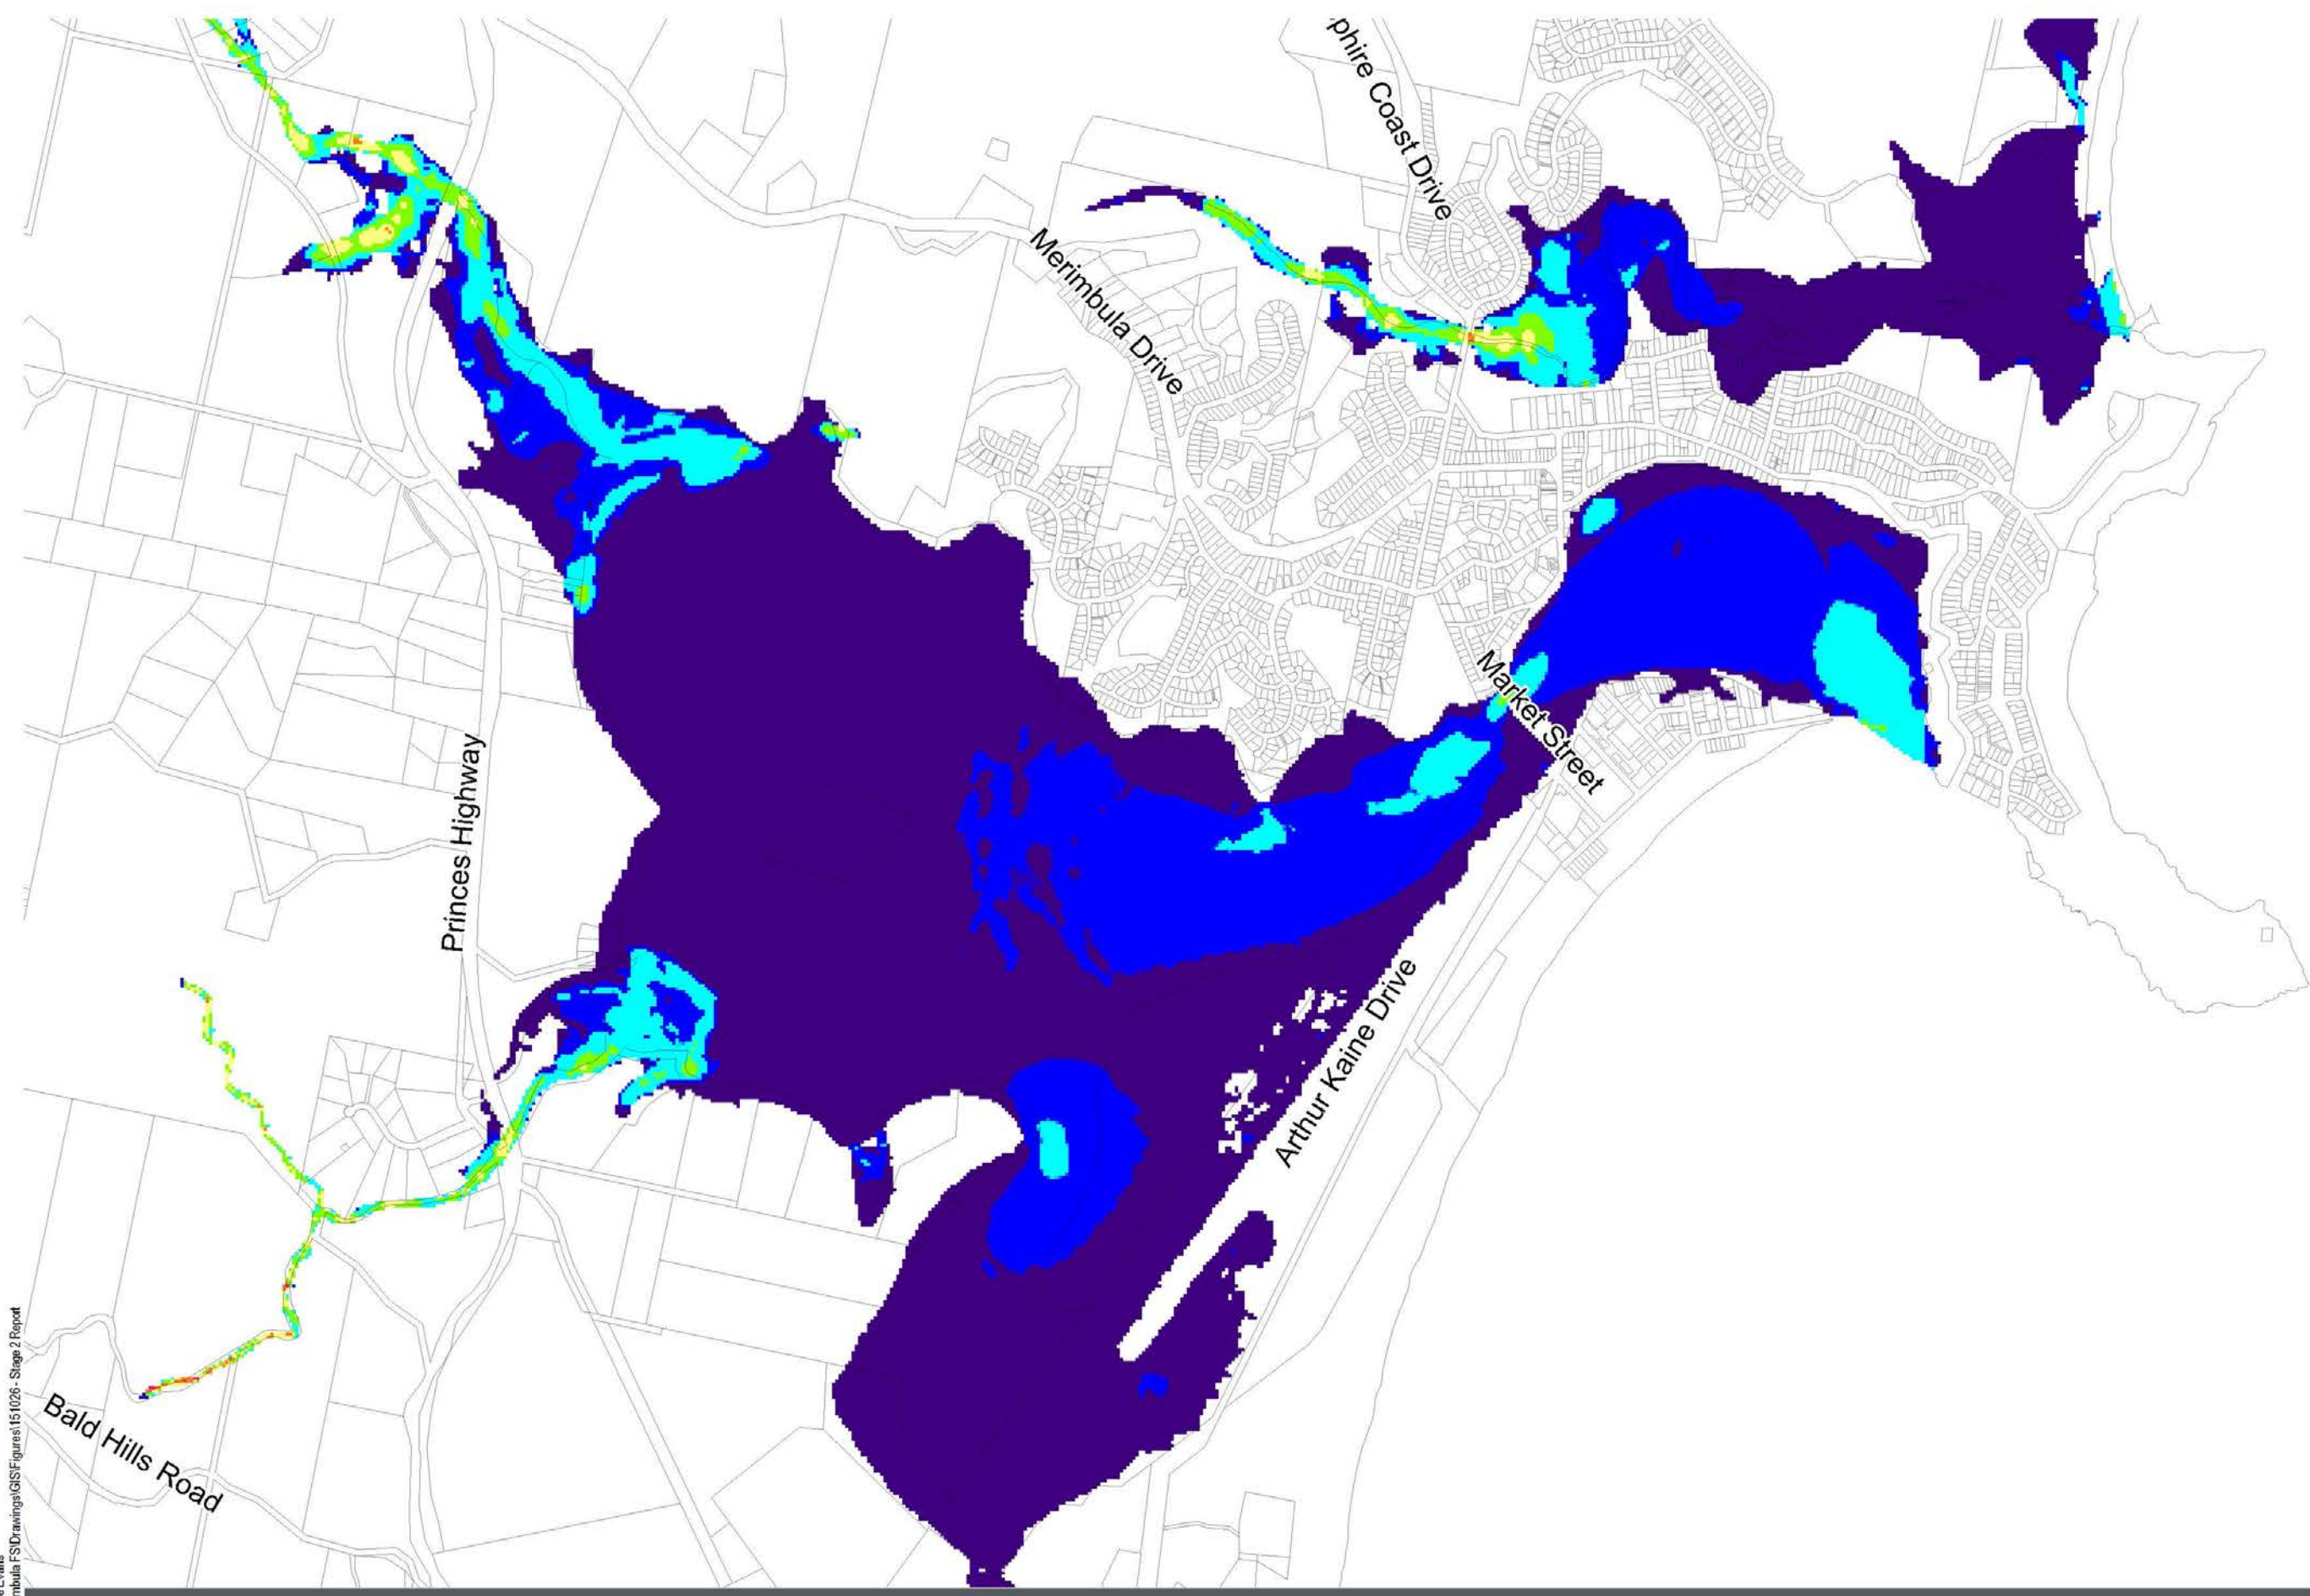 phire Coast Drive
Merimbula Drive
Market Street
Princes Highway
Arthur Kaine Drive
Bald Hills Road
mbula FS\Drawings\GIS\Figures\151026 - Stage 2 Report